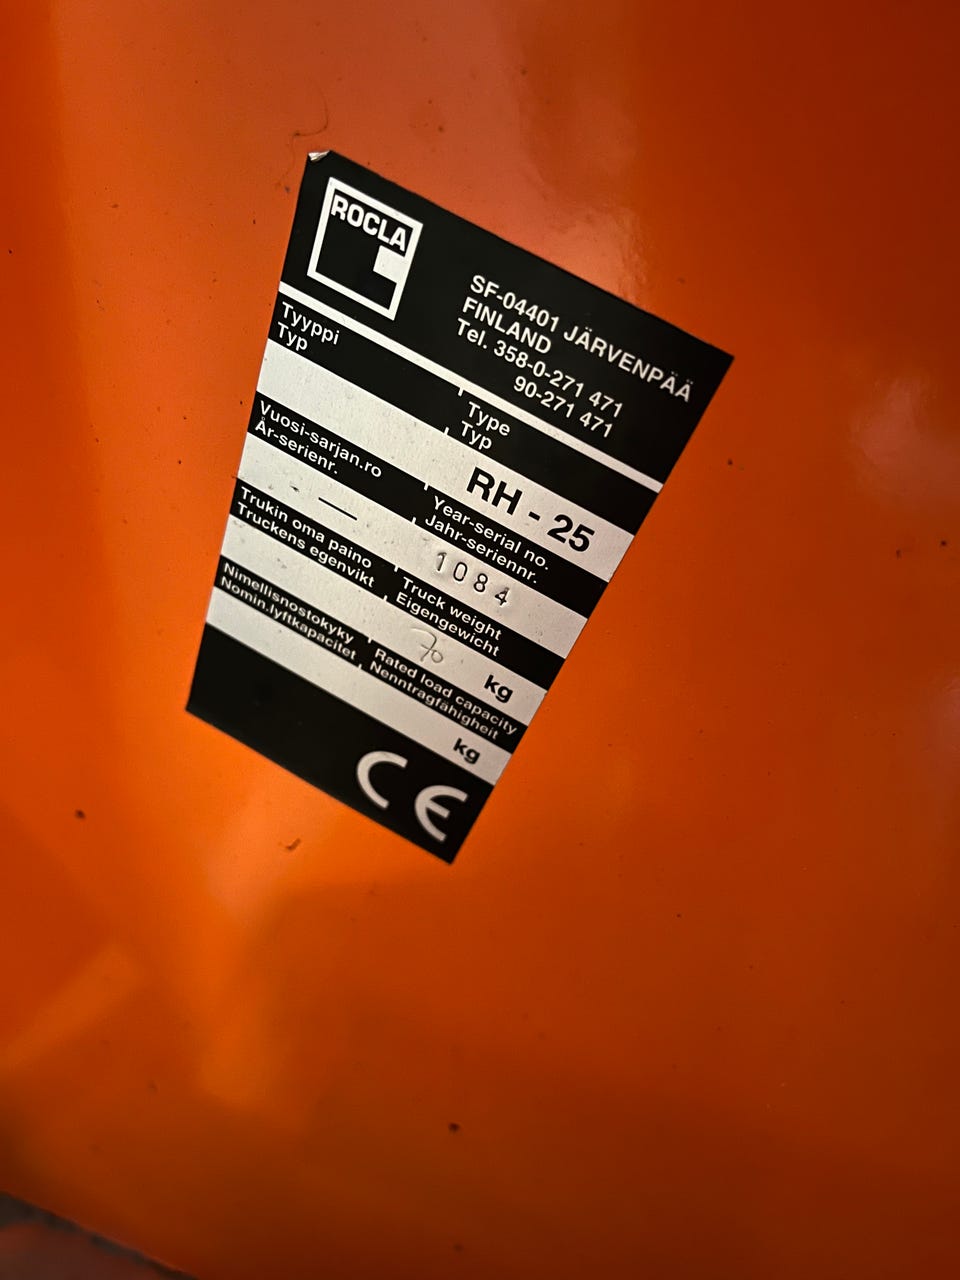 ROCLA
SF-04401 JÄRVENPÄÄ
FINLAND
Tel. 358-0-271 471
90-271 471
Tyyppi
Typ
Type
Typ
RH - 25
Vuosi-sarjan.ro
År-serienr.
Year-serial no.
Jahr-seriennr.
—
1084
Trukin oma paino
Truckens egenvikt
Truck weight
Eigengewicht
70 kg
Nimellisnostokyky
Nomin.lyftkapacitet
Rated load capacity
Nenntragfähigheit
kg
CE